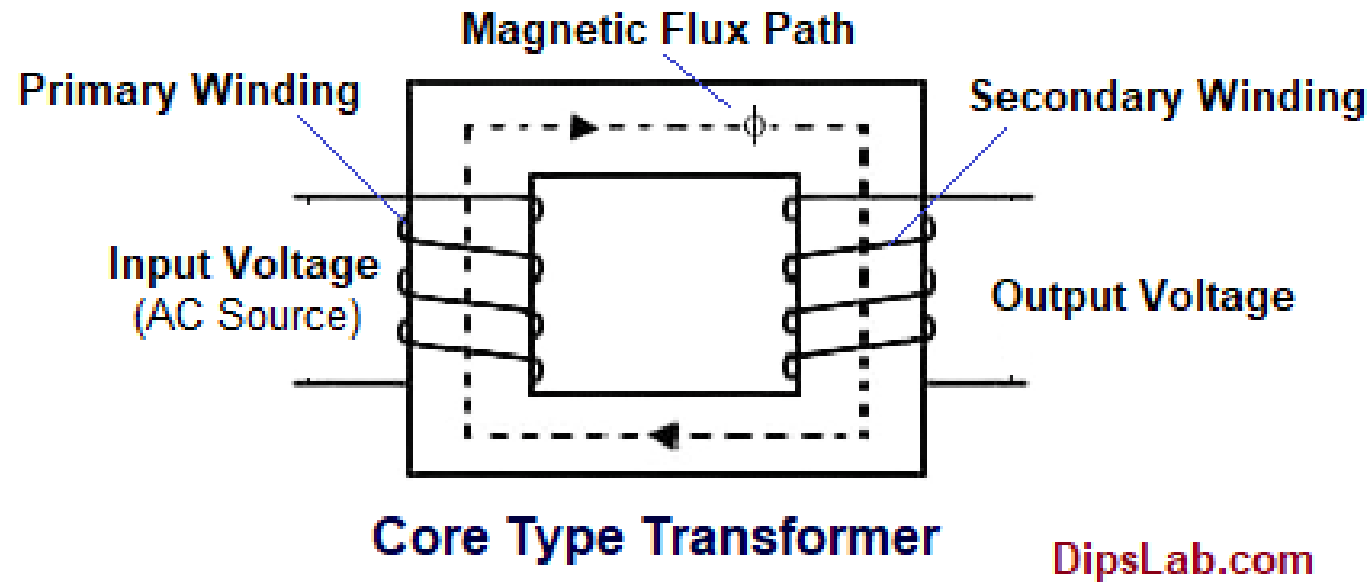 Magnetic Flux Path
Primary Winding
Secondary Winding
ϕ
Input Voltage
(AC Source)
Output Voltage
Core Type Transformer
DipsLab.com